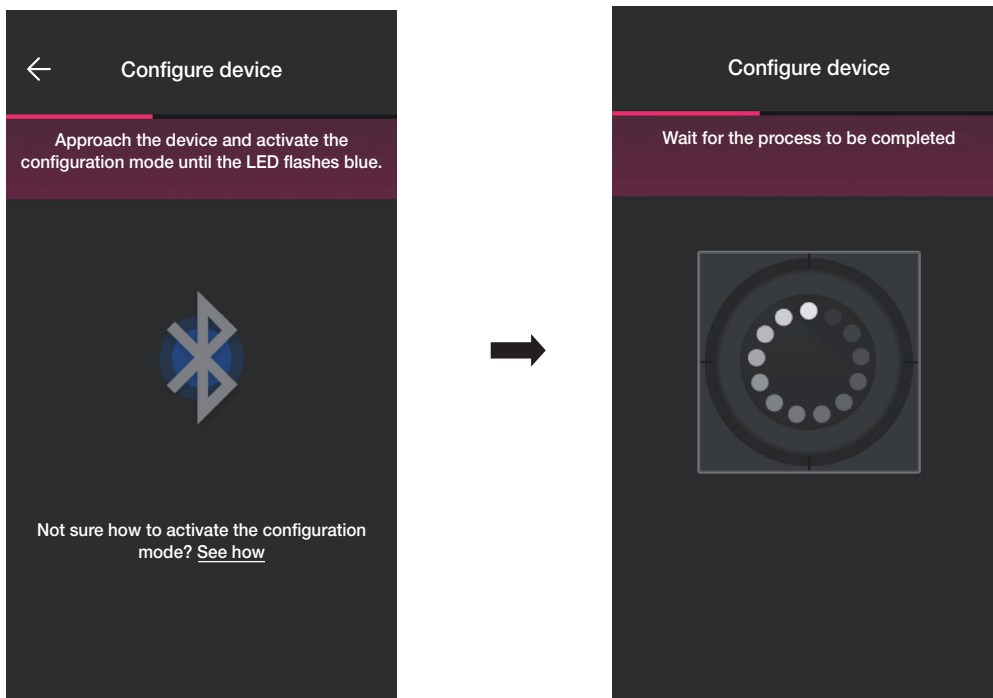 Configure device
Approach the device and activate the
configuration mode until the LED flashes blue.
Not sure how to activate the configuration
mode? See how
Configure device
Wait for the process to be completed